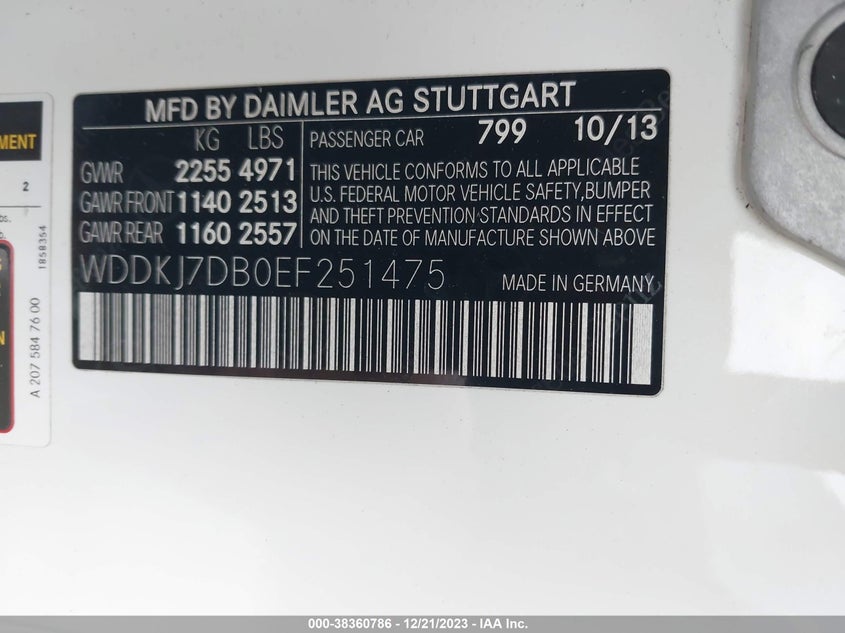 MFD BY DAIMLER AG STUTTGART
KG LBS
GVWR 2255 4971
GAWR FRONT 1140 2513
GAWR REAR 1160 2557
PASSENGER CAR 799 10/13
THIS VEHICLE CONFORMS TO ALL APPLICABLE
U.S. FEDERAL MOTOR VEHICLE SAFETY, BUMPER
AND THEFT PREVENTION STANDARDS IN EFFECT
ON THE DATE OF MANUFACTURE SHOWN ABOVE
WDDKJ7DB0EF251475 MADE IN GERMANY
MENT
2
bs.
b.
1858354
A 207 584 76 00
000-38360786 - 12/21/2023 - IAA Inc.